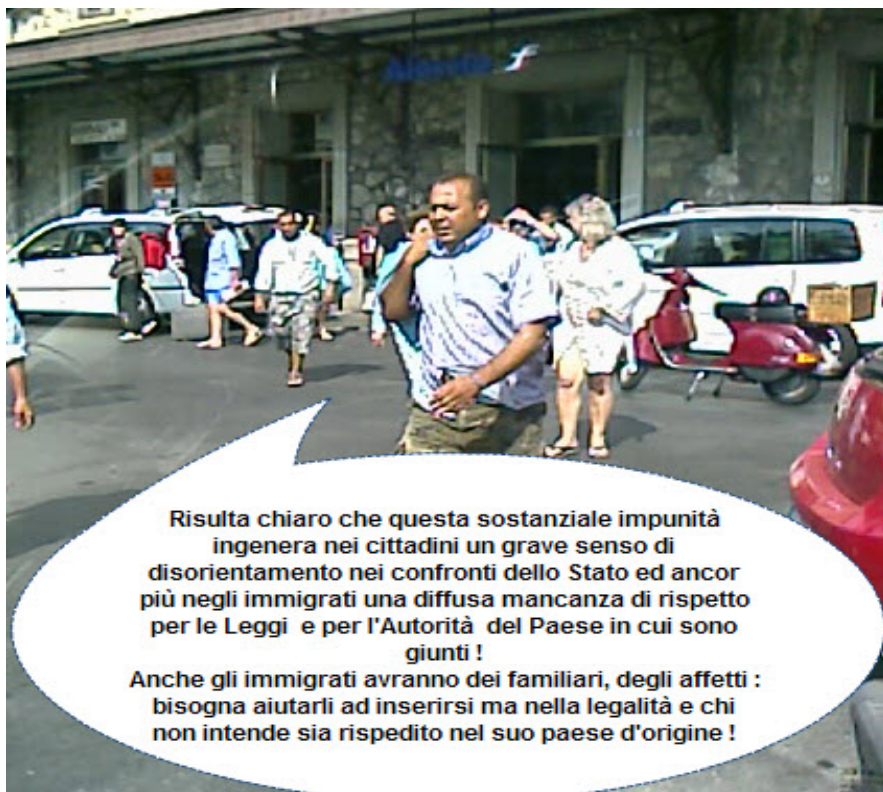 Risulta chiaro che questa sostanziale impunità
ingenera nei cittadini un grave senso di
disorientamento nei confronti dello Stato ed ancor
più negli immigrati una diffusa mancanza di rispetto
per le Leggi  e per l'Autorità  del Paese in cui sono
giunti !
Anche gli immigrati avranno dei familiari, degli affetti :
bisogna aiutarli ad inserirsi ma nella legalità e chi
non intende sia rispedito nel suo paese d'origine !